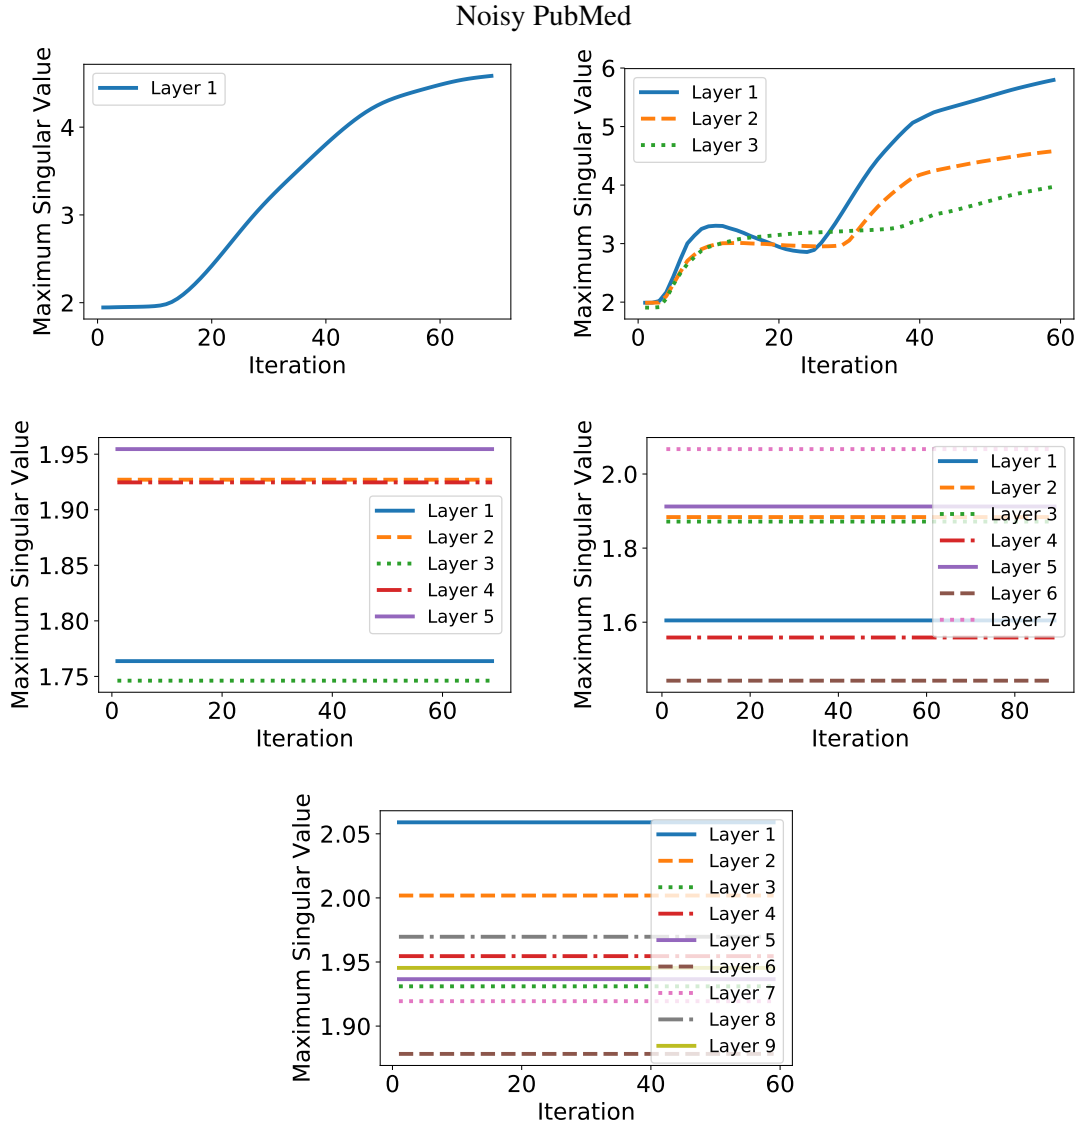 Noisy PubMed
Maximum Singular Value
4
3
2
Layer 1
0 20 40 60
Iteration
Maximum Singular Value
6
5
4
3
2
Layer 1
Layer 2
Layer 3
0 20 40 60
Iteration
Maximum Singular Value
1.95
1.90
1.85
1.80
1.75
Layer 1
Layer 2
Layer 3
Layer 4
Layer 5
0 20 40 60
Iteration
Maximum Singular Value
2.0
1.8
1.6
Layer 1
Layer 2
Layer 3
Layer 4
Layer 5
Layer 6
Layer 7
0 20 40 60 80
Iteration
Maximum Singular Value
2.05
2.00
1.95
1.90
Layer 1
Layer 2
Layer 3
Layer 4
Layer 5
Layer 6
Layer 7
Layer 8
Layer 9
0 20 40 60
Iteration